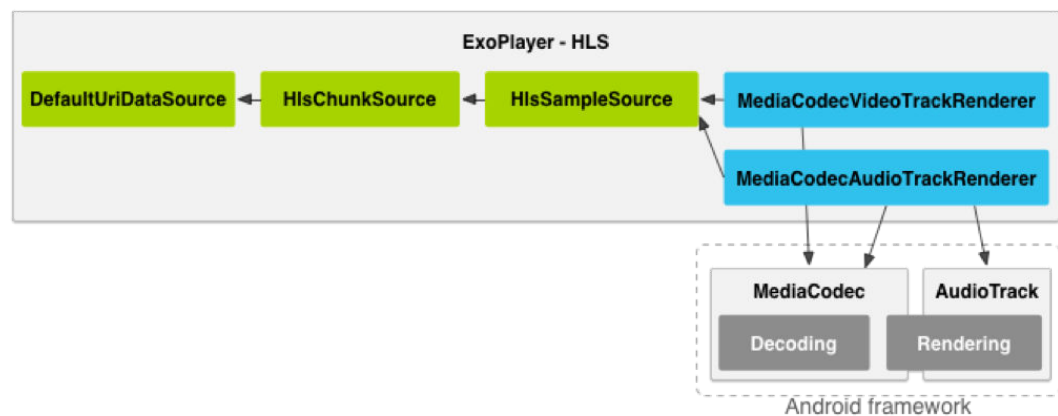 ExoPlayer - HLS
DefaultUriDataSource
HlsChunkSource
HlsSampleSource
MediaCodecVideoTrackRenderer
MediaCodecAudioTrackRenderer
MediaCodec
AudioTrack
Decoding
Rendering
Android framework